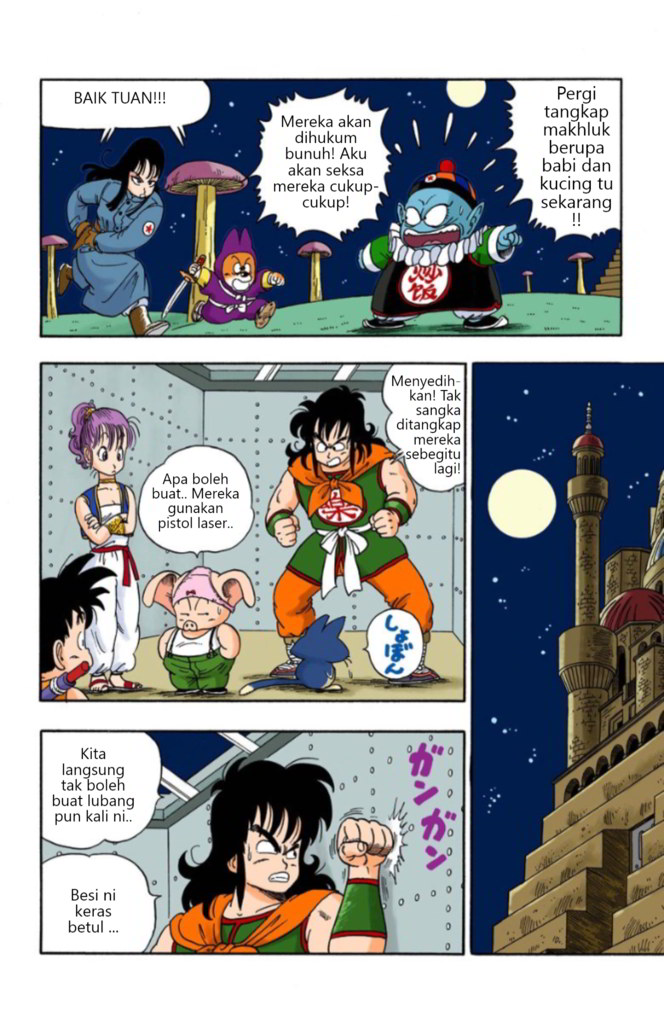 Pergi
tangkap
makhluk
berupa
babi dan
kucing tu
sekarang
!!
Mereka akan
dihukum
bunuh! Aku
akan seksa
mereka cukup-
cukup!
BAIK TUAN!!!
炒
飯
Menyedih-
kan! Tak
sangka
ditangkap
mereka
sebegitu
lagi!
Apa boleh
buat.. Mereka
gunakan
pistol laser..
樂
しょぼん
ガンガン
Kita
langsung
tak boleh
buat lubang
pun kali ni..
Besi ni
keras
betul ...